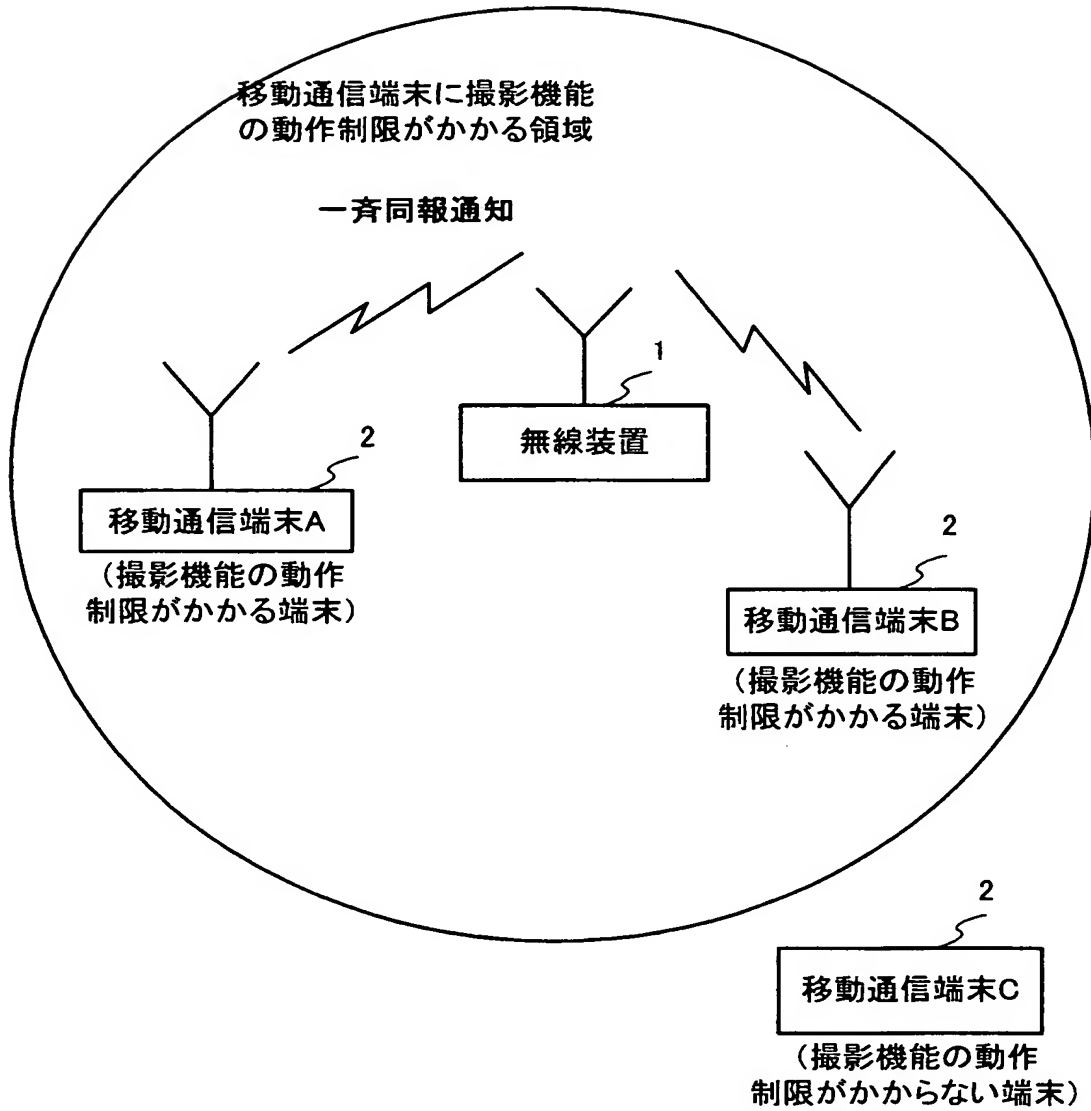 移動通信端末に撮影機能
の動作制限がかかる領域
一斉同報通知
1
無線装置
2
移動通信端末A
（撮影機能の動作
制限がかかる端末）
2
移動通信端末B
（撮影機能の動作
制限がかかる端末）
2
移動通信端末C
（撮影機能の動作
制限がかからない端末）